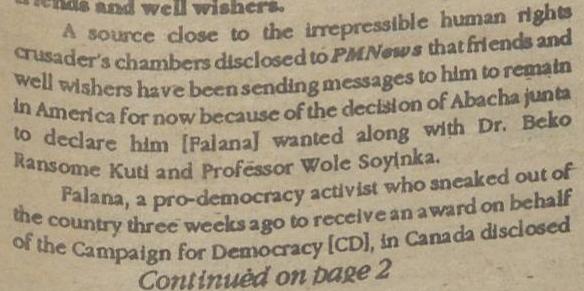 friends and well wishers.
A source close to the irrepressible human rights
crusader's chambers disclosed to PMNews that friends and
well wishers have been sending messages to him to remain
in America for now because of the decision of Abacha junta
to declare him [Falana] wanted along with Dr. Beko
Ransome Kuti and Professor Wole Soyinka.
Falana, a pro-democracy activist who sneaked out of
the country three weeks ago to receive an award on behalf
of the Campaign for Democracy [CD], in Canada disclosed
Continued on page 2